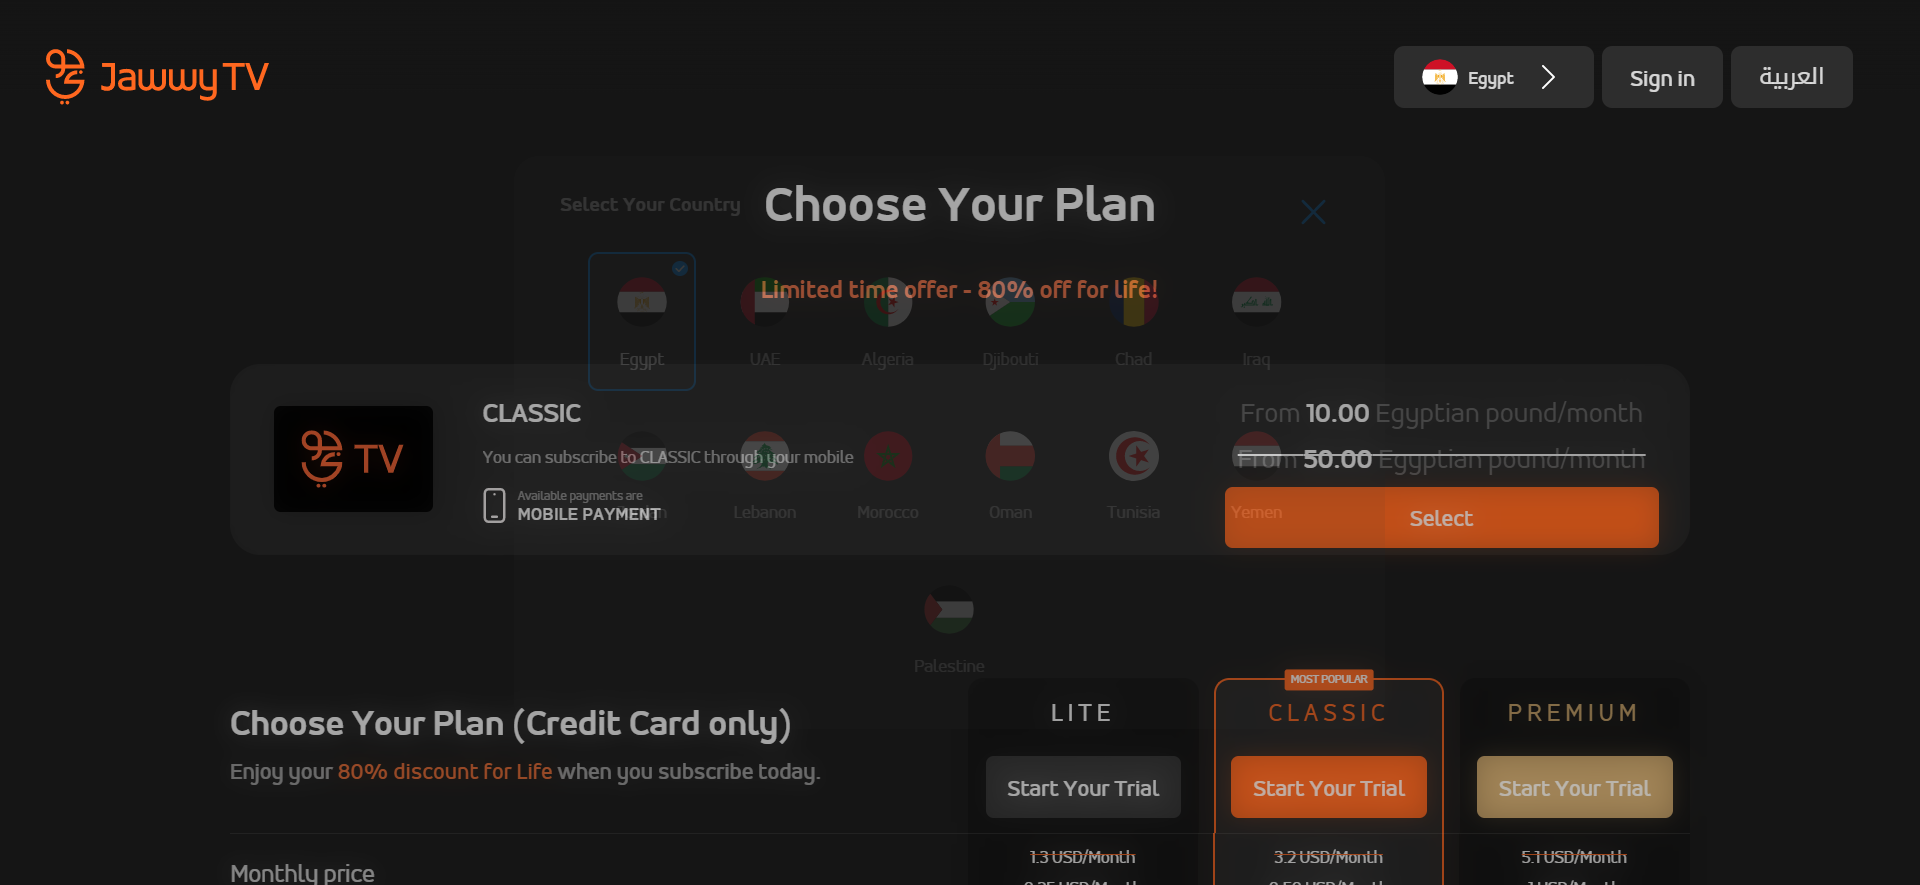 Jawwy TV
Egypt
Sign in
العربية
Select Your Country
Choose Your Plan
Limited time offer - 80% off for life!
Egypt
UAE
Algeria
Djibouti
Chad
Iraq
CLASSIC
From 10.00 Egyptian pound/month
TV
You can subscribe to CLASSIC through your mobile
From 50.00 Egyptian pound/month
Available payments are
MOBILE PAYMENT
Lebanon
Morocco
Oman
Tunisia
Yemen
Select
Palestine
MOST POPULAR
LITE
CLASSIC
PREMIUM
Choose Your Plan (Credit Card only)
Enjoy your 80% discount for Life when you subscribe today.
Start Your Trial
Start Your Trial
Start Your Trial
1.3 USD/Month
3.2 USD/Month
5.1 USD/Month
Monthly price